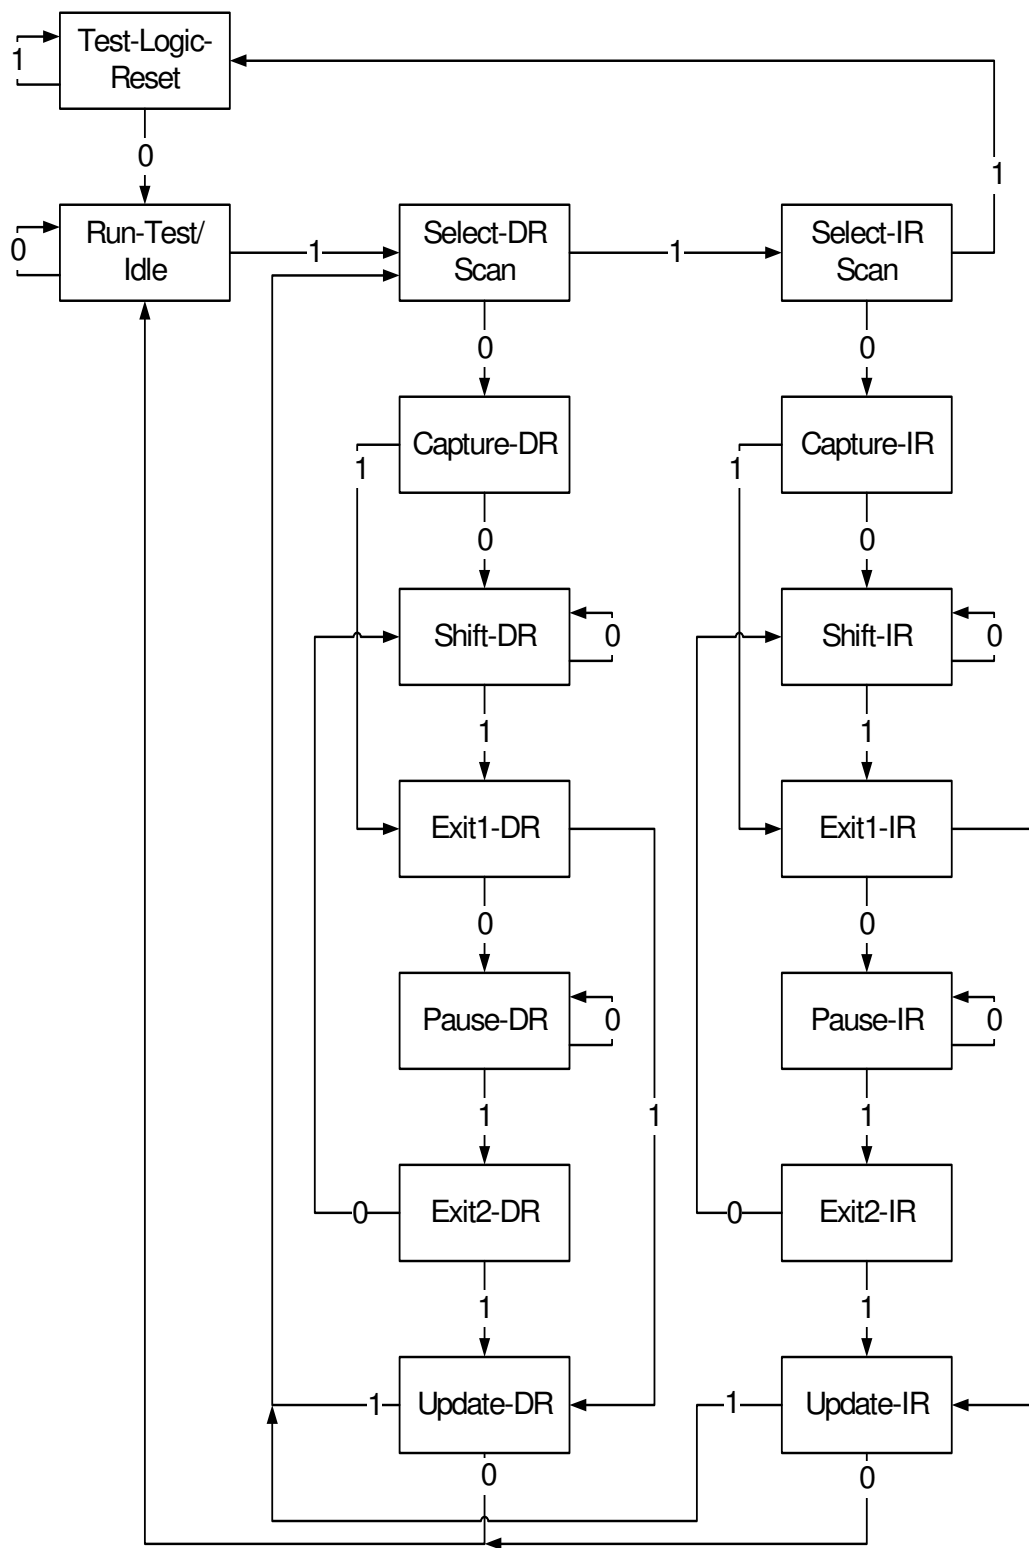 Test-Logic-
Reset
1
0
Run-Test/
Idle
0
1
Select-DR
Scan
1
Select-IR
Scan
1
0
0
Capture-DR
Capture-IR
1
1
0
0
Shift-DR
0
Shift-IR
0
1
1
Exit1-DR
Exit1-IR
0
0
Pause-DR
0
Pause-IR
0
1
1
1
0
Exit2-DR
0
Exit2-IR
1
1
1
Update-DR
1
Update-IR
0
0